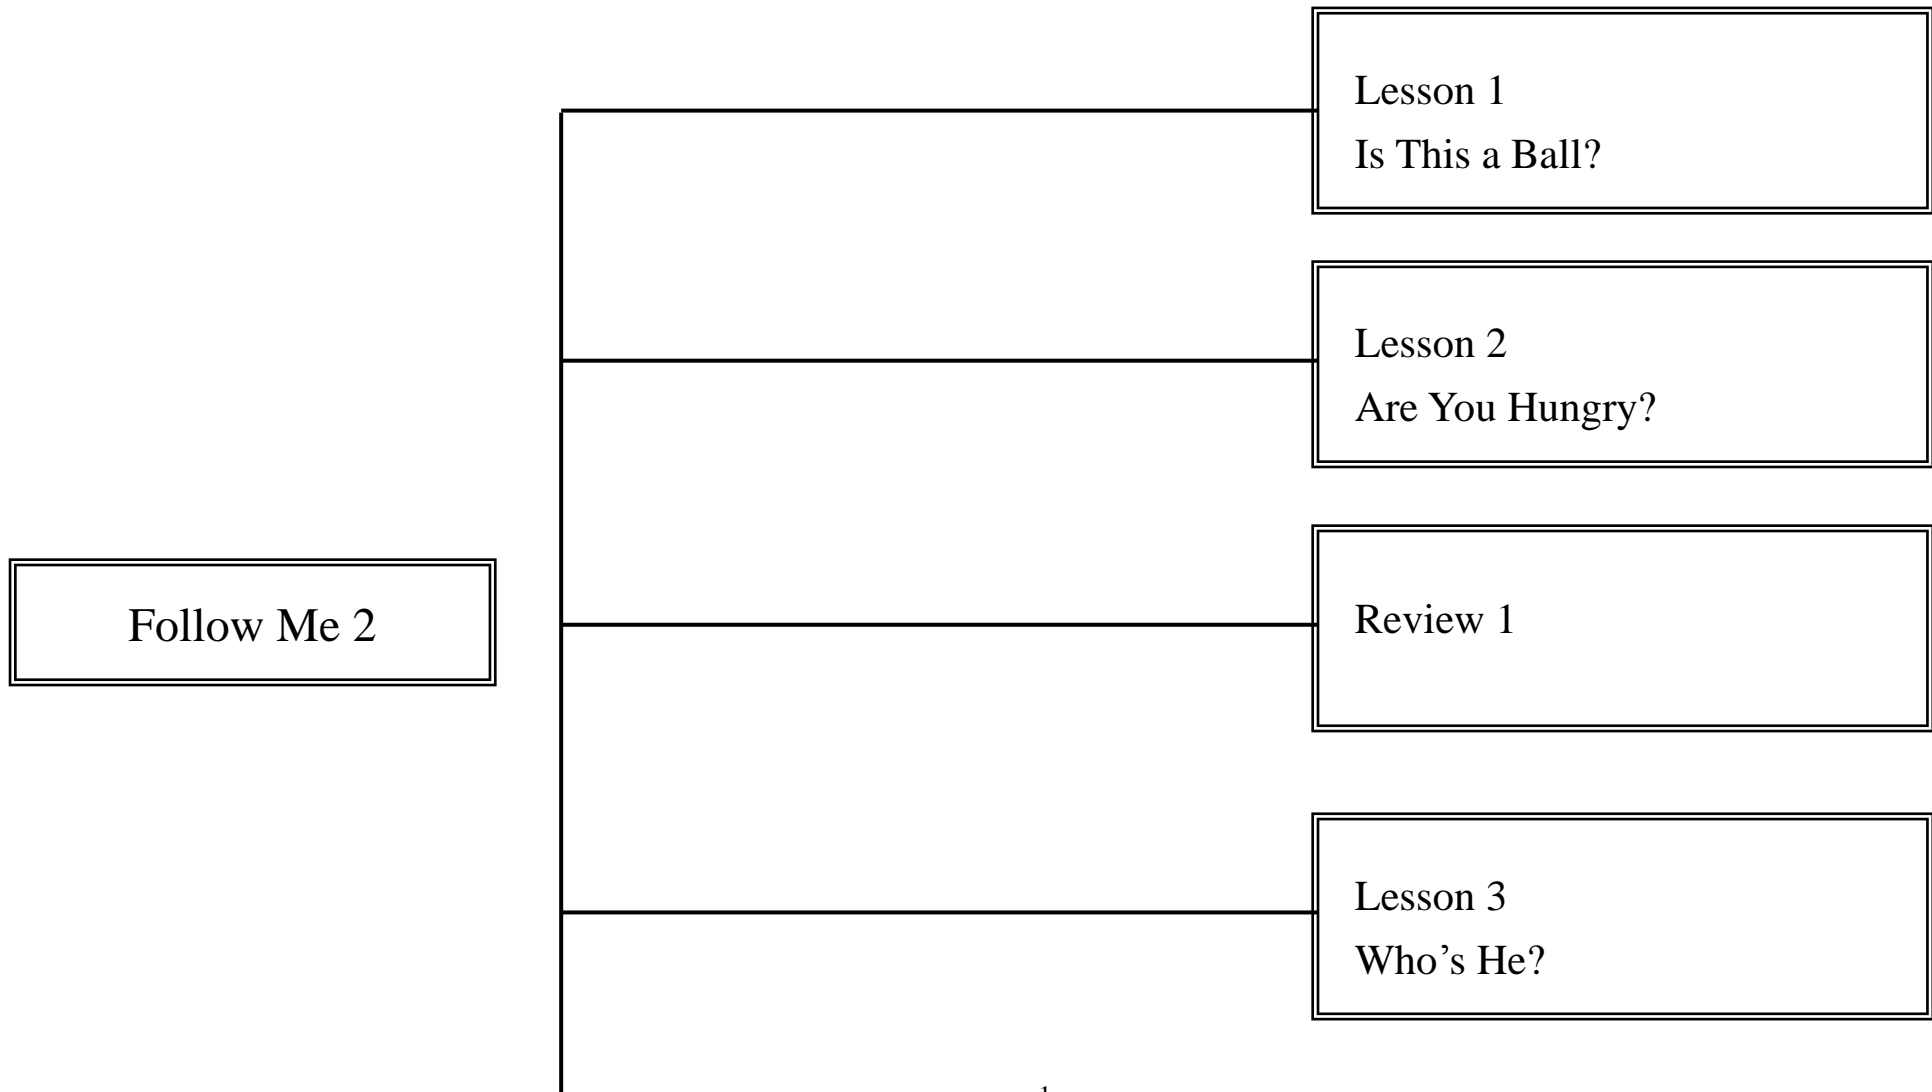 Lesson 1
Is This a Ball?
Lesson 2
Are You Hungry?
Follow Me 2
Review 1
Lesson 3
Who’s He?
1